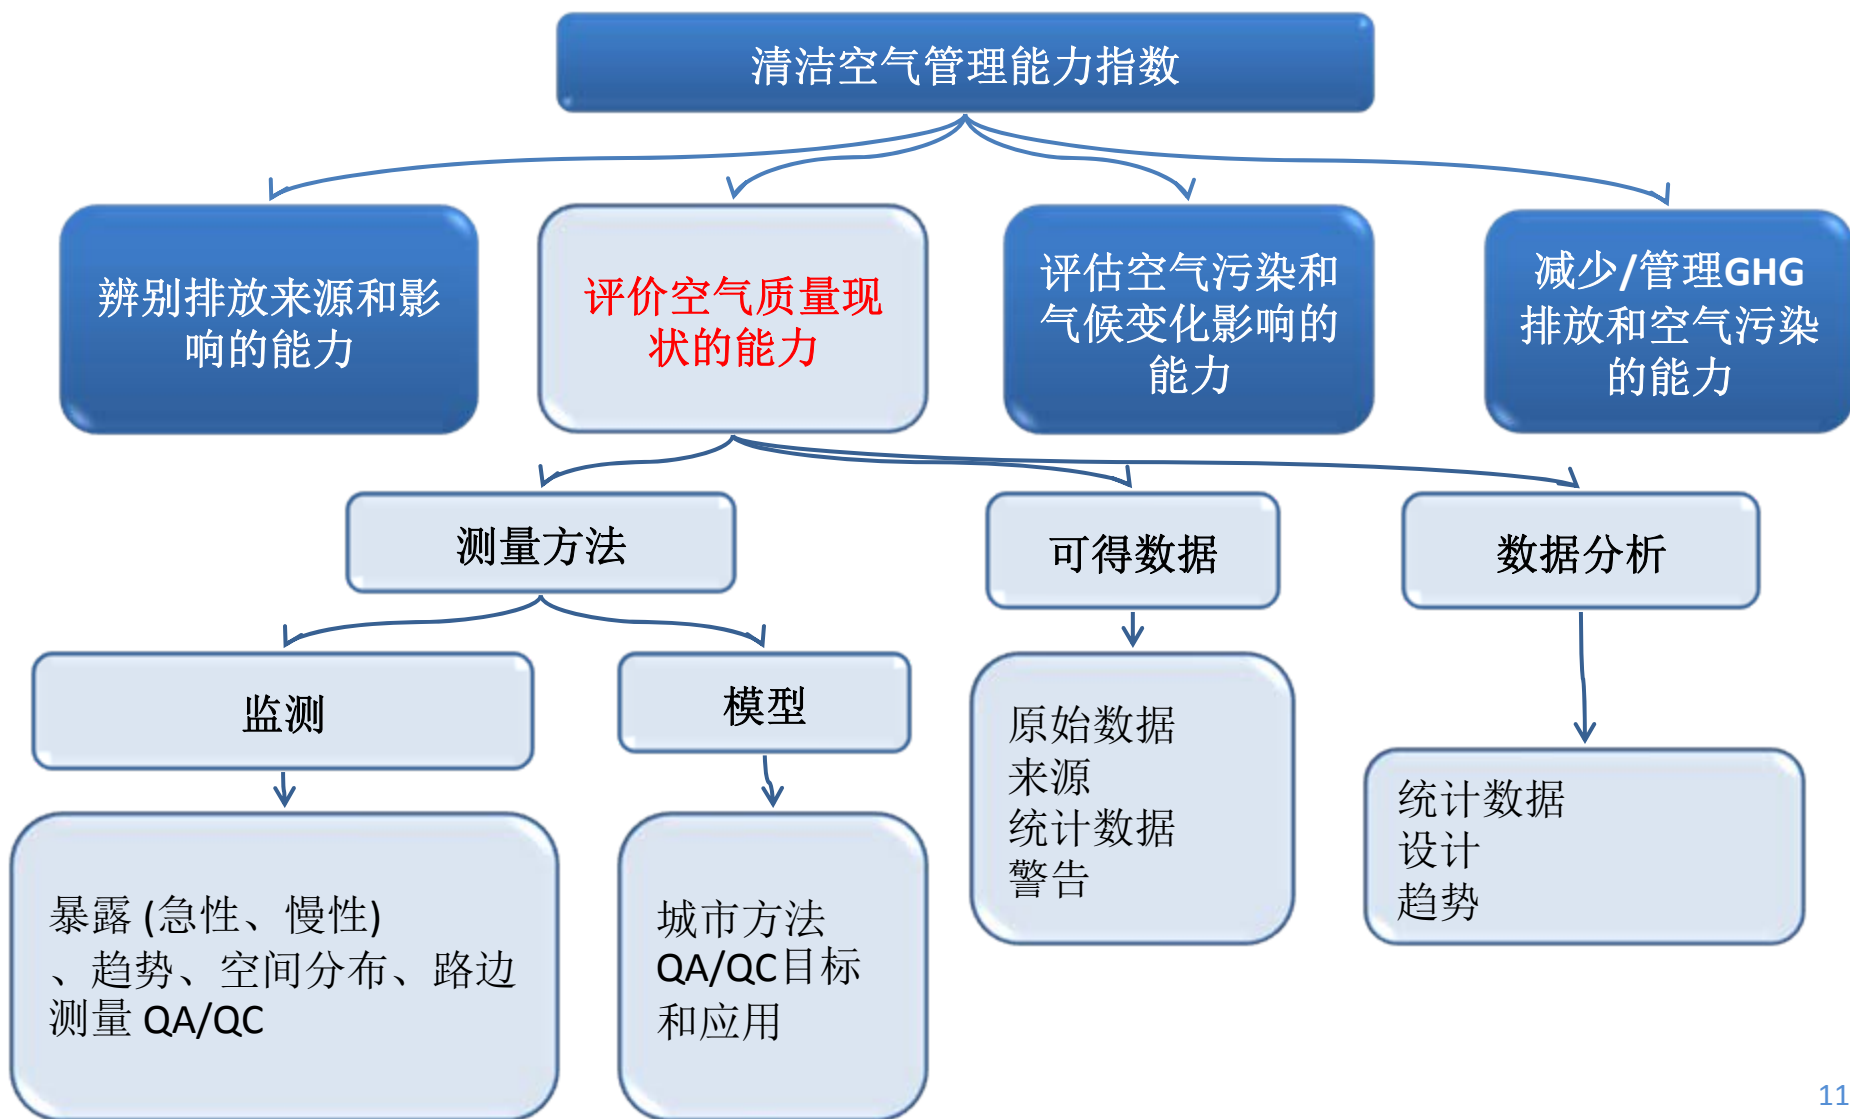 清洁空气管理能力指数
辨别排放来源和影
响的能力
评价空气质量现
状的能力
评估空气污染和
气候变化影响的
能力
减少/管理GHG
排放和空气污染
的能力
测量方法
可得数据
数据分析
监测
模型
原始数据
来源
统计数据
警告
统计数据
设计
趋势
暴露 (急性、慢性)
、趋势、空间分布、路边
测量 QA/QC
城市方法
QA/QC目标
和应用
11